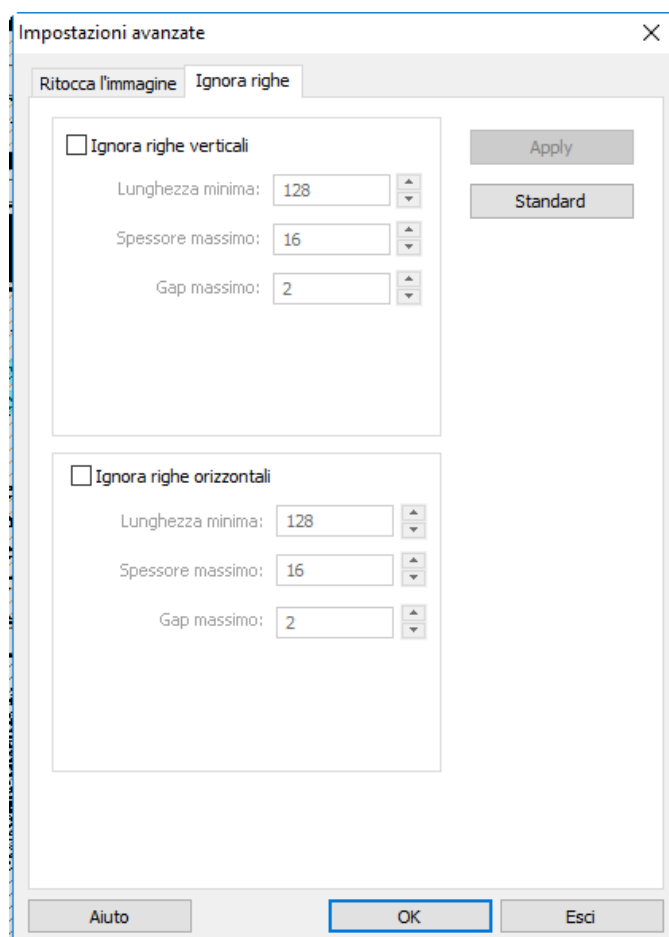 Impostazioni avanzate
Ritocca l'immagine
Ignora righe
Ignora righe verticali
Lunghezza minima: 128
Spessore massimo: 16
Gap massimo: 2
Apply
Standard
Ignora righe orizzontali
Lunghezza minima: 128
Spessore massimo: 16
Gap massimo: 2
Aiuto
OK
Esci